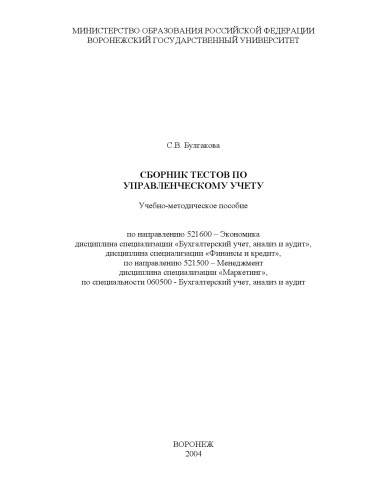 МИНИСТЕРСТВО ОБРАЗОВАНИЯ РОССИЙСКОЙ ФЕДЕРАЦИИ
ВОРОНЕЖСКИЙ ГОСУДАРСТВЕННЫЙ УНИВЕРСИТЕТ
С.В. Булгакова
СБОРНИК ТЕСТОВ ПО
УПРАВЛЕНЧЕСКОМУ УЧЕТУ
Учебно-методическое пособие
по направлению 521600 – Экономика
дисциплина специализации «Бухгалтерский учет, анализ и аудит»,
дисциплина специализации «Финансы и кредит»,
по направлению 521500 – Менеджмент
дисциплина специализации «Маркетинг»,
по специальности 060500 - Бухгалтерский учет, анализ и аудит
ВОРОНЕЖ
2004